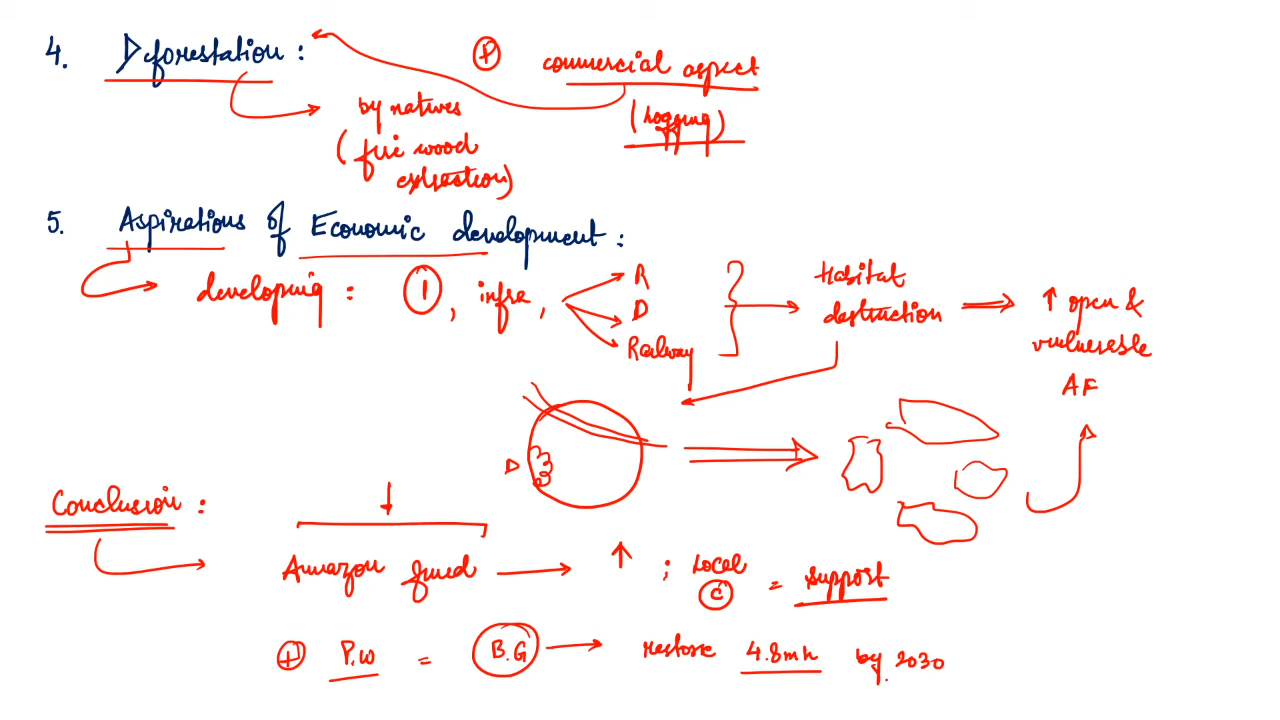 4. Deforestation : ⊕ commercial aspect
(logging)
by natives
(fire wood
extraction)
5. Aspirations of Economic development :
developing : I , infra , R
D
Railway
Habitat
destruction
↑ open &
vulnerable
AF
D
Conclusion :
Amazon fund → ↑ ; Local
C = support
⊕ P.W = B.G → restore 4.8mh by 2030